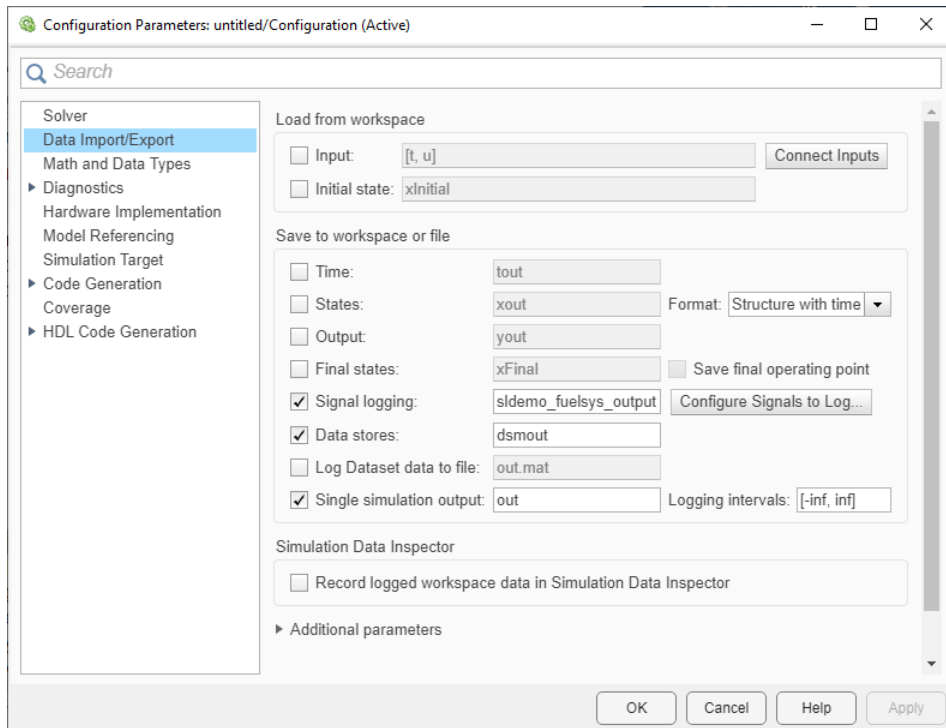 Configuration Parameters: untitled/Configuration (Active)
Search
Solver
Data Import/Export
Math and Data Types
Diagnostics
Hardware Implementation
Model Referencing
Simulation Target
Code Generation
Coverage
HDL Code Generation
Load from workspace
Input: [t, u] Connect Inputs
Initial state: xInitial
Save to workspace or file
Time: tout
States: xout Format: Structure with time
Output: yout
Final states: xFinal Save final operating point
Signal logging: sldemo_fuelsys_output Configure Signals to Log...
Data stores: dsmout
Log Dataset data to file: out.mat
Single simulation output: out Logging intervals: [-inf, inf]
Simulation Data Inspector
Record logged workspace data in Simulation Data Inspector
Additional parameters
OK Cancel Help Apply